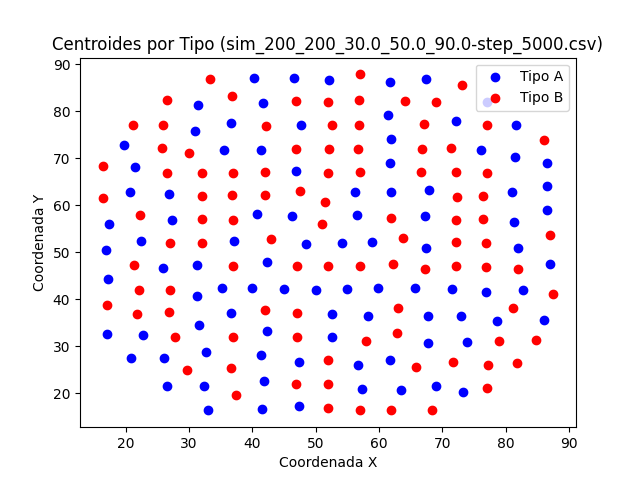 Centroides por Tipo (sim_200_200_30.0_50.0_90.0-step_5000.csv)
Tipo A
Tipo B
90
80
70
60
50
40
30
20
Coordenada Y
20 30 40 50 60 70 80 90
Coordenada X